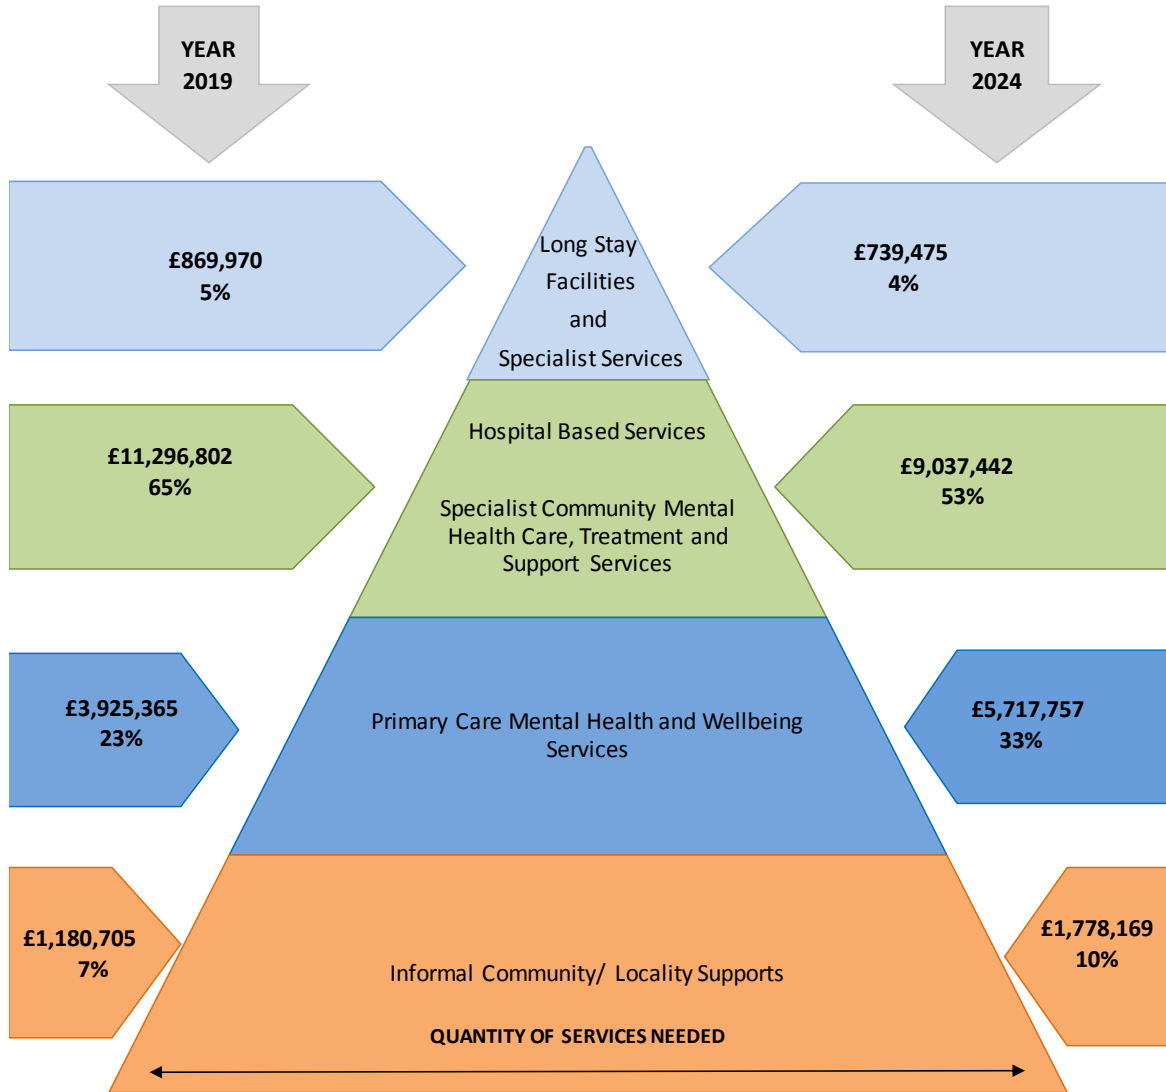 YEAR
2019
YEAR
2024
£869,970
5%
Long Stay
Facilities
and
Specialist Services
£739,475
4%
£11,296,802
65%
Hospital Based Services
Specialist Community Mental
Health Care, Treatment and
Support Services
£9,037,442
53%
£3,925,365
23%
Primary Care Mental Health and Wellbeing
Services
£5,717,757
33%
£1,180,705
7%
Informal Community/ Locality Supports
£1,778,169
10%
QUANTITY OF SERVICES NEEDED